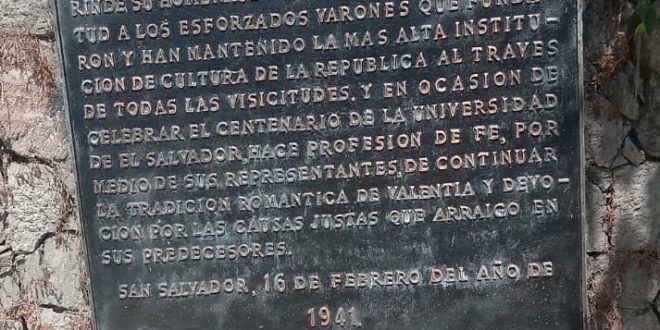 RINDE SU HOMENAJE
TUD A LOS ESFORZADOS VARONES QUE FUNDA-
RON Y HAN MANTENIDO LA MAS ALTA INSTITU-
CION DE CULTURA DE LA REPUBLICA AL TRAVES
DE TODAS LAS VISICITUDES, Y EN OCASION DE
CELEBRAR EL CENTENARIO DE LA UNIVERSIDAD
DE EL SALVADOR, HACE PROFESION DE FE, POR
MEDIO DE SUS REPRESENTANTES, DE CONTINUAR
LA TRADICION ROMANTICA DE VALENTIA Y DEVO-
CION POR LAS CAUSAS JUSTAS QUE ARRAIGO EN
SUS PREDECESORES.
SAN SALVADOR, 16 DE FEBRERO DEL AÑO DE
1941.